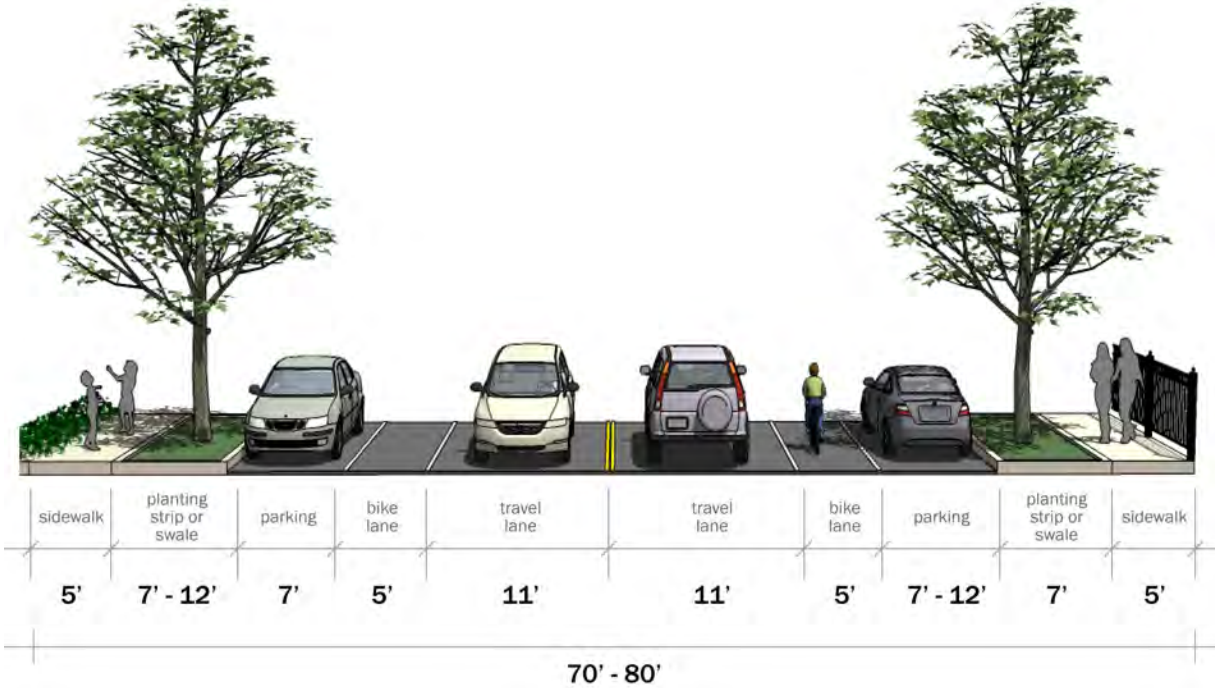 sidewalk
planting
strip or
swale
parking
bike
lane
travel
lane
travel
lane
bike
lane
parking
planting
strip or
swale
sidewalk
5’ 7’ - 12’ 7’ 5’ 11’ 11’ 5’ 7’ - 12’ 7’ 5’
70’ - 80’